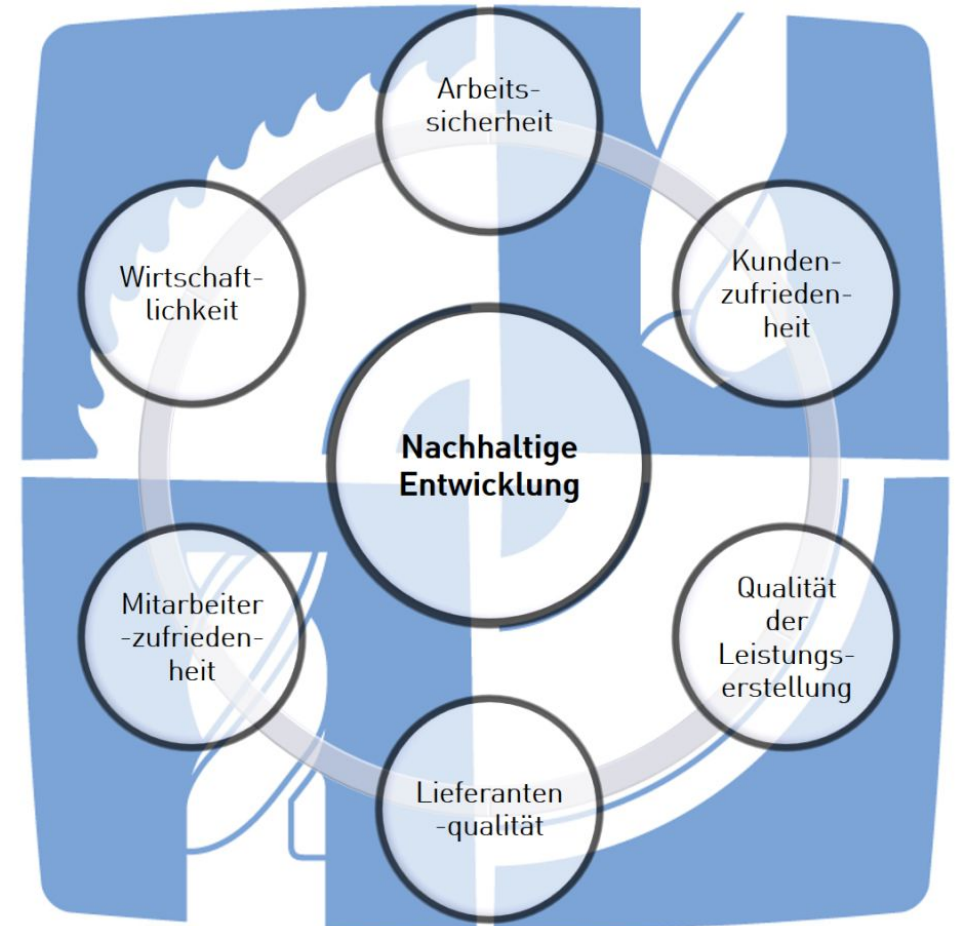 Arbeits-
sicherheit
Kunden-
zufrieden-
heit
Qualität
der
Leistungs-
erstellung
Lieferanten
-qualität
Mitarbeiter
-zufrieden-
heit
Wirtschaft-
lichkeit
Nachhaltige
Entwicklung